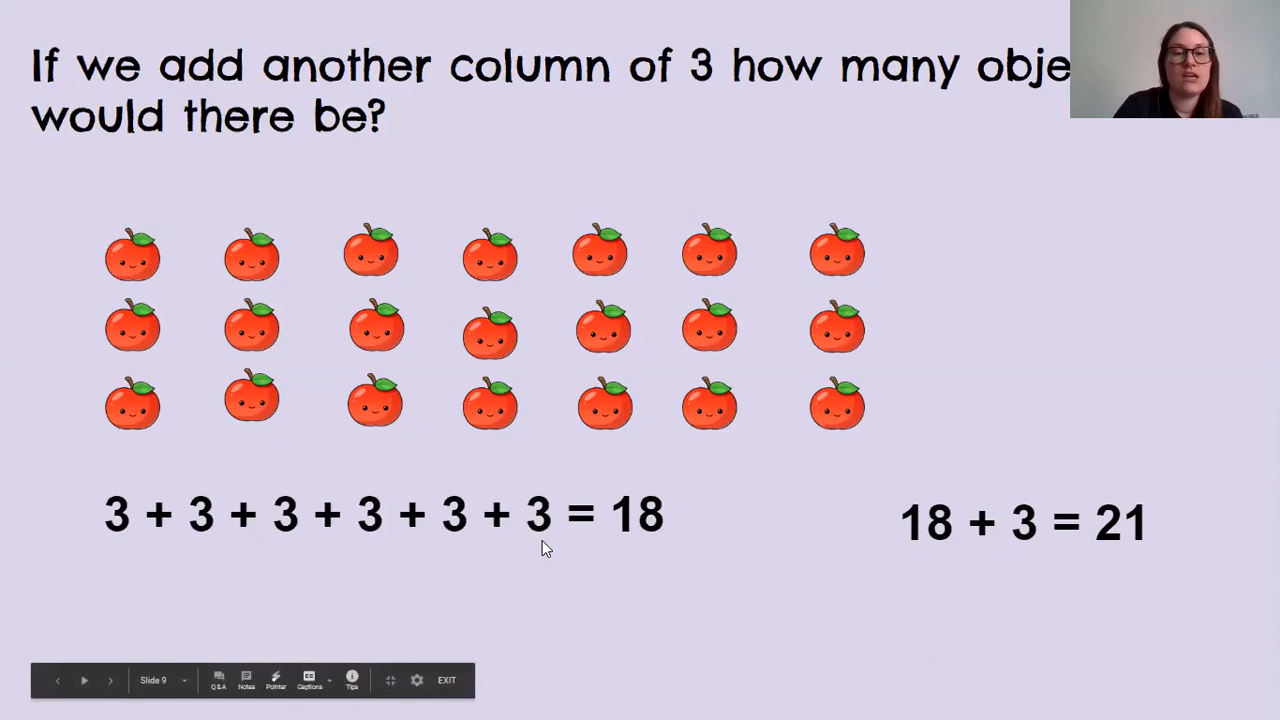 If we add another column of 3 how many
would there be?
3 + 3 + 3 + 3 + 3 + 3 = 18
18 + 3 = 21
Slide 9
Q&A
Notes
Pointer
Captions
Tips
EXIT